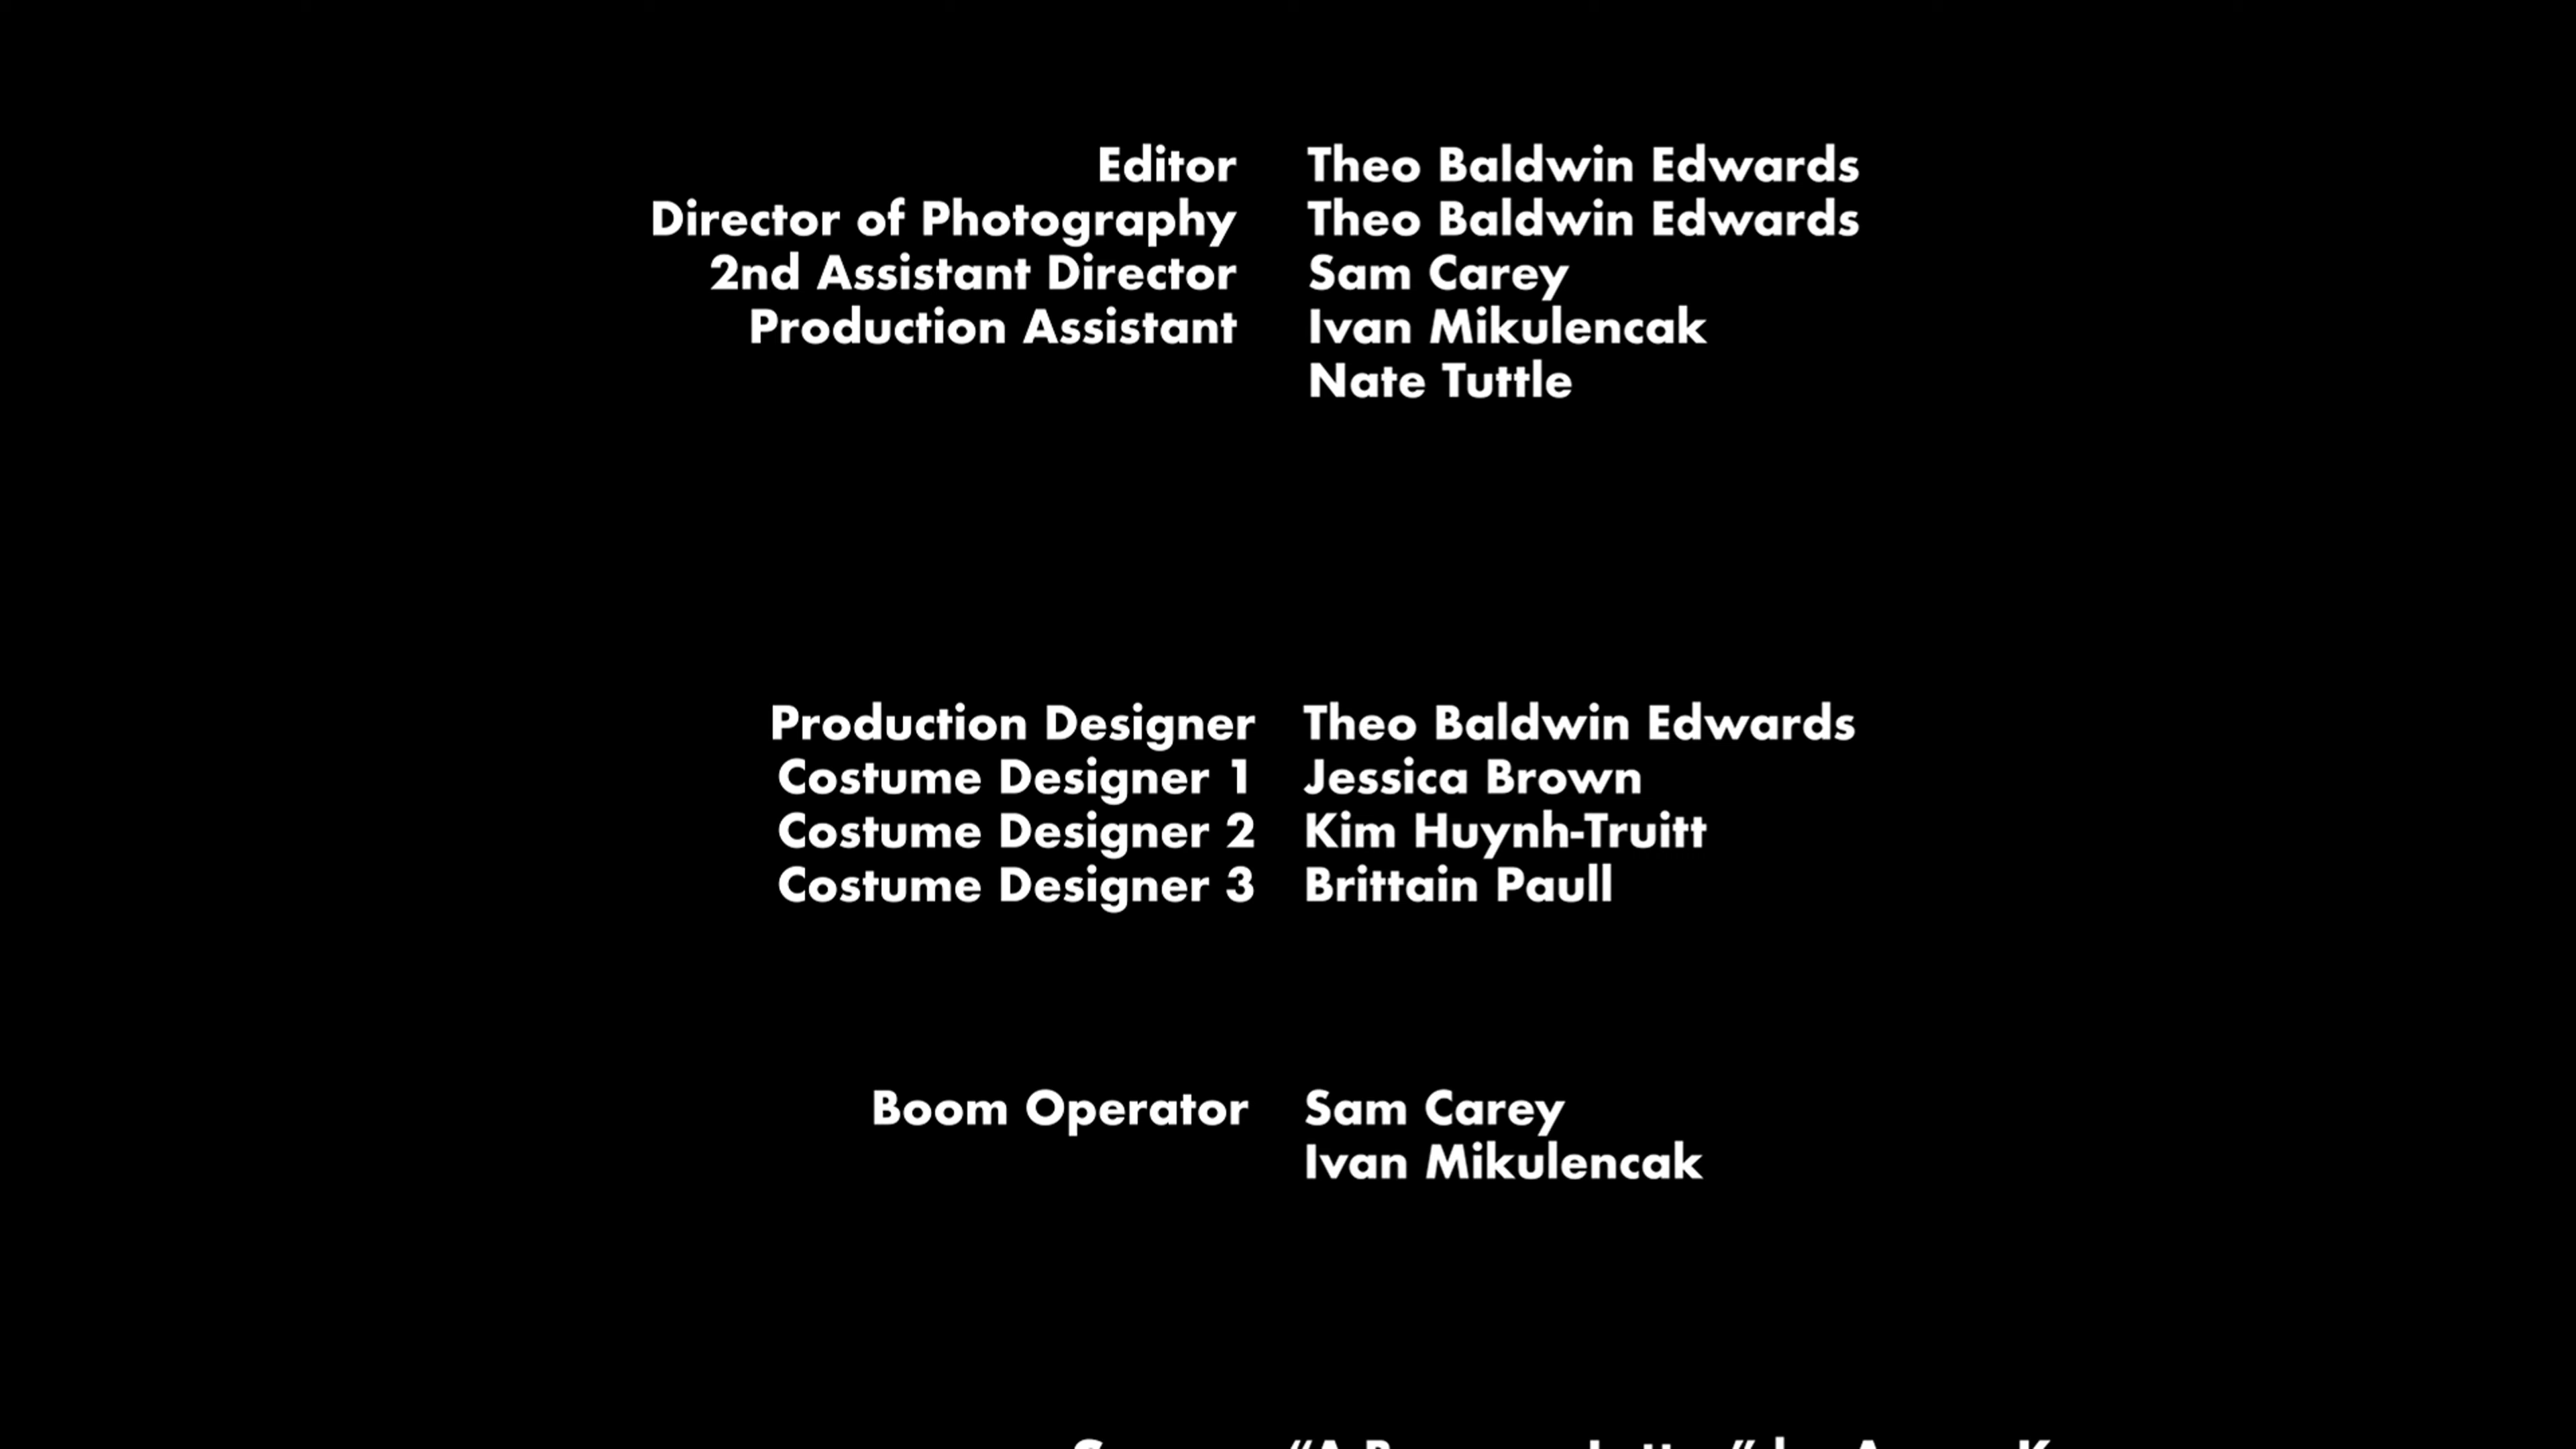 Editor Theo Baldwin Edwards
Director of Photography Theo Baldwin Edwards
2nd Assistant Director Sam Carey
Production Assistant Ivan Mikulencak
Nate Tuttle
Production Designer Theo Baldwin Edwards
Costume Designer 1 Jessica Brown
Costume Designer 2 Kim Huynh-Truitt
Costume Designer 3 Brittain Paull
Boom Operator Sam Carey
Ivan Mikulencak